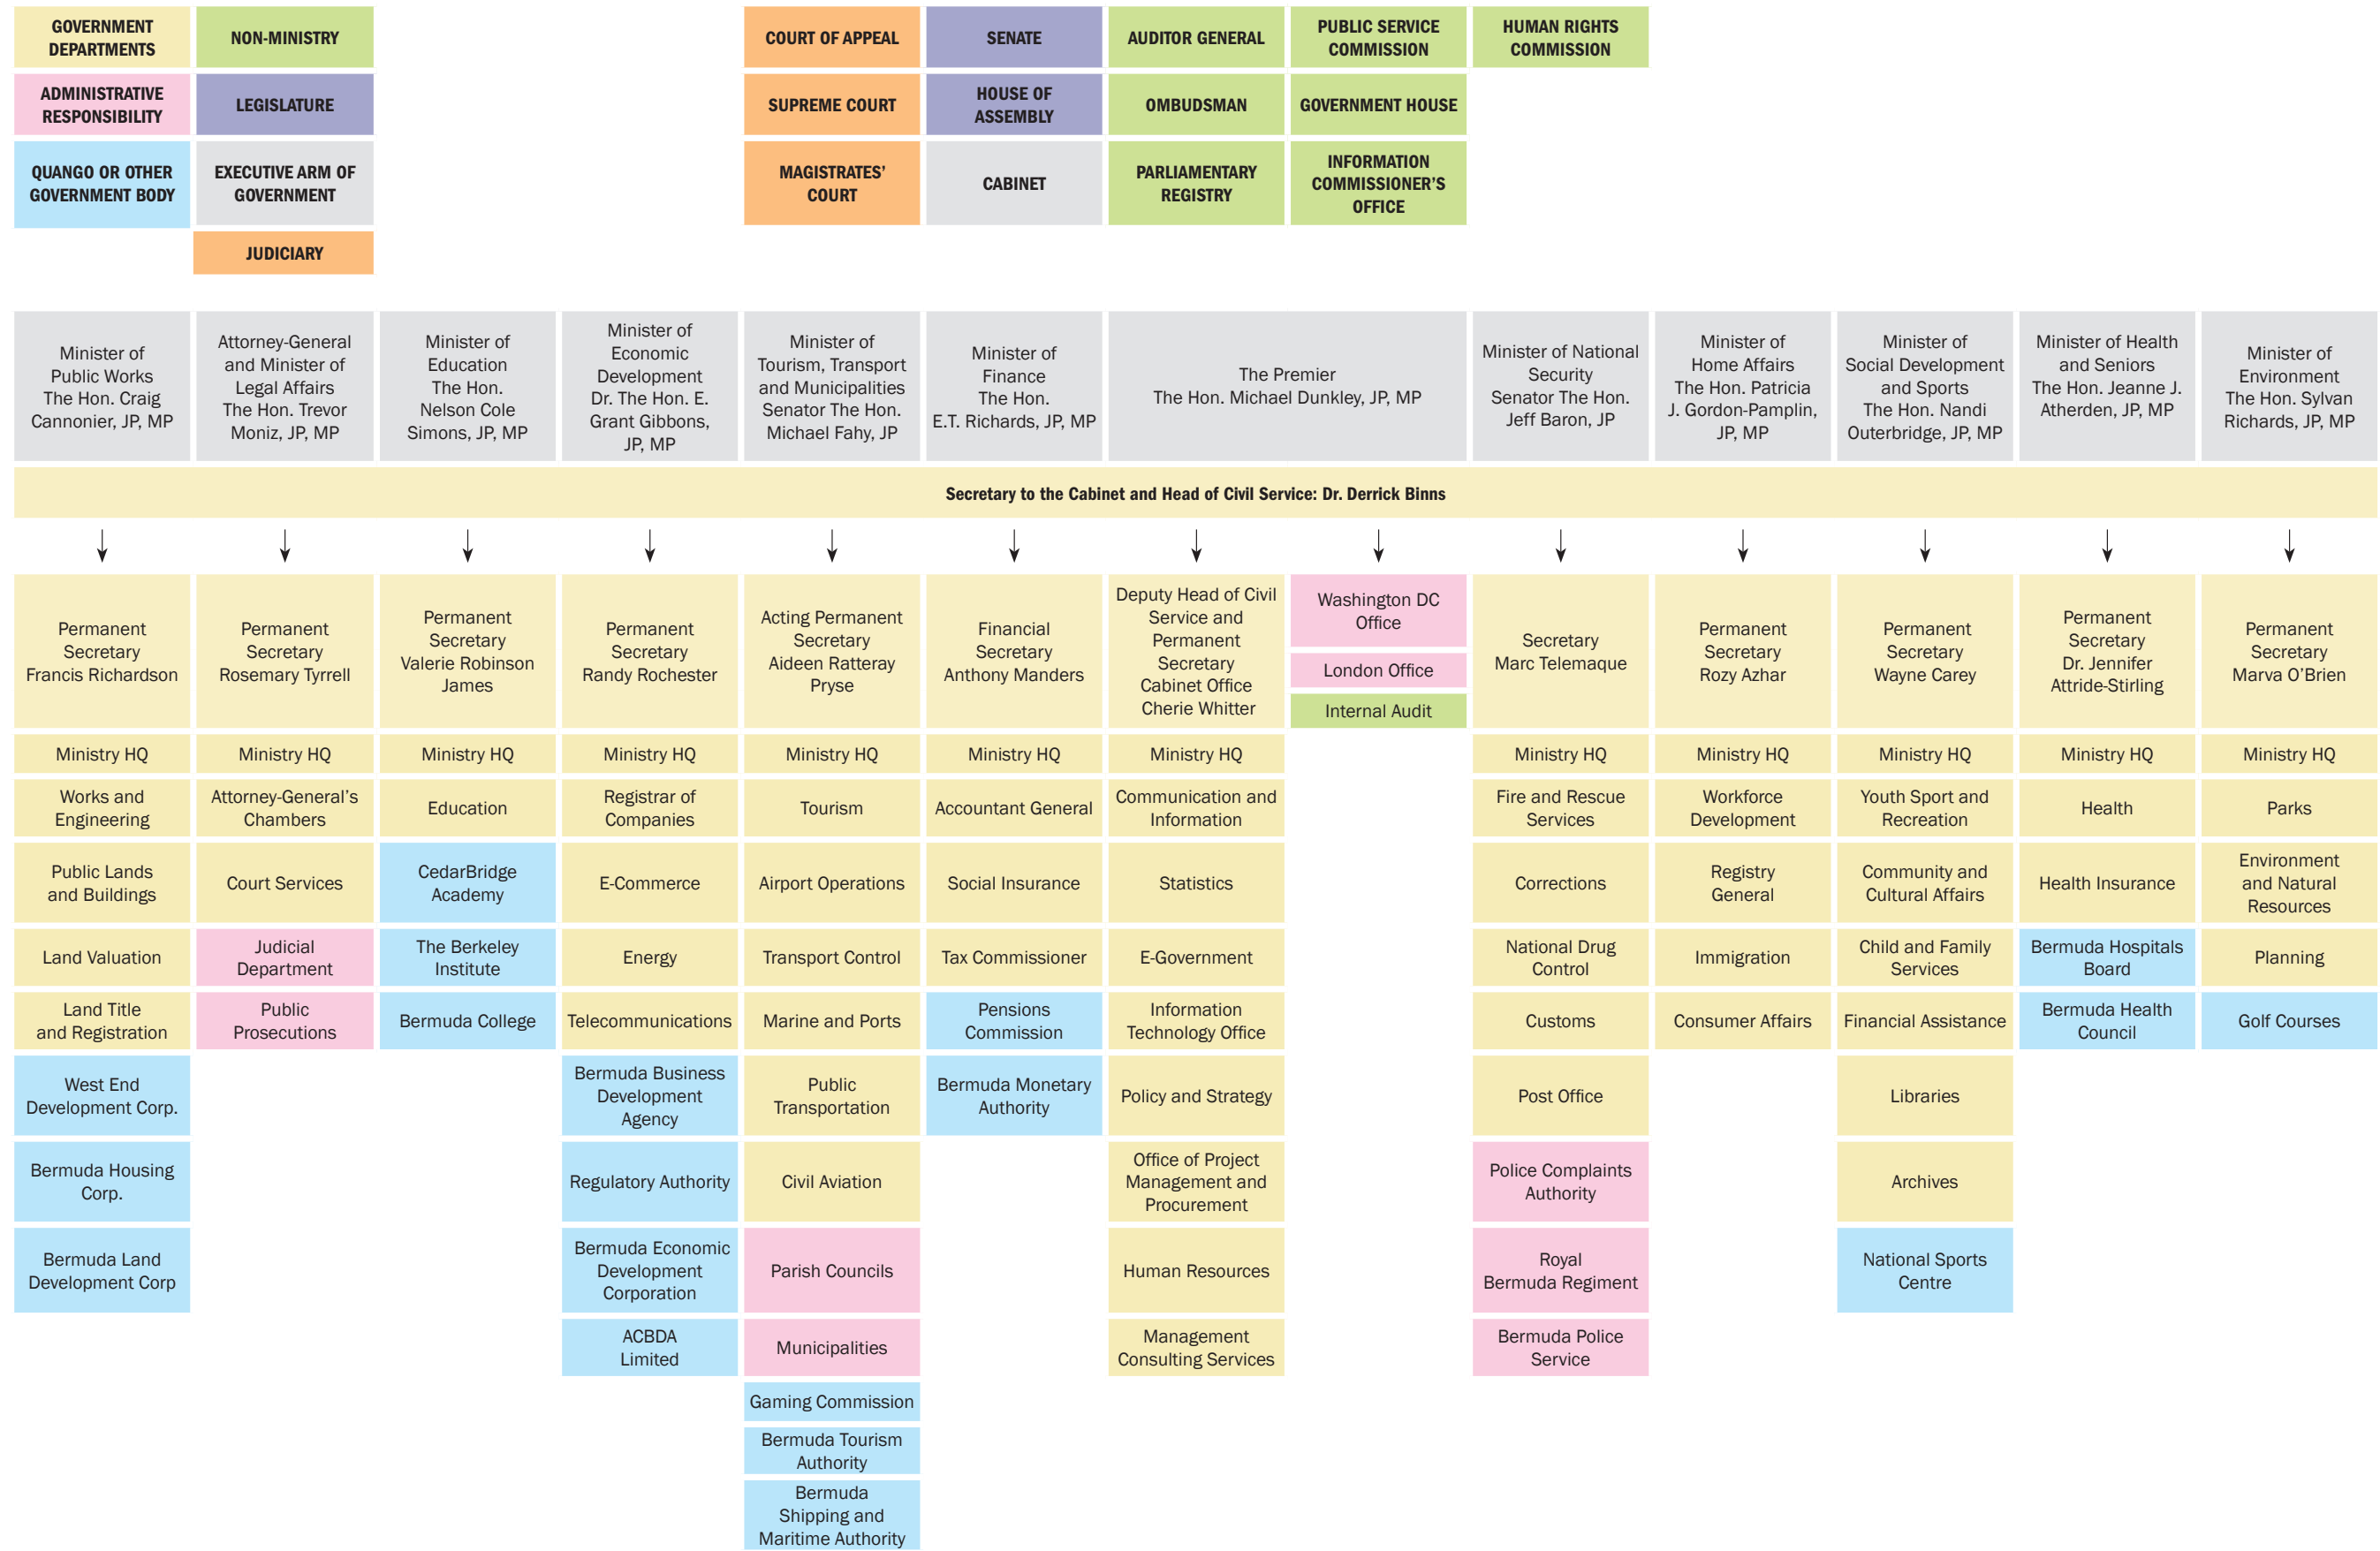 GOVERNMENT
DEPARTMENTS
NON-MINISTRY
ADMINISTRATIVE
RESPONSIBILITY
LEGISLATURE
QUANGO OR OTHER
GOVERNMENT BODY
EXECUTIVE ARM OF
GOVERNMENT
JUDICIARY
COURT OF APPEAL
SENATE
AUDITOR GENERAL
PUBLIC SERVICE
COMMISSION
HUMAN RIGHTS
COMMISSION
SUPREME COURT
HOUSE OF
ASSEMBLY
OMBUDSMAN
GOVERNMENT HOUSE
MAGISTRATES'
COURT
CABINET
PARLIAMENTARY
REGISTRY
INFORMATION
COMMISSIONER'S
OFFICE
Minister of
Public Works
The Hon. Craig
Cannonier, JP, MP
Attorney-General
and Minister of
Legal Affairs
The Hon. Trevor
Moniz, JP, MP
Minister of
Education
The Hon.
Nelson Cole
Simons, JP, MP
Minister of
Economic
Development
Dr. The Hon. E.
Grant Gibbons,
JP, MP
Minister of
Tourism, Transport
and Municipalities
Senator The Hon.
Michael Fahy, JP
Minister of
Finance
The Hon.
E.T. Richards, JP, MP
The Premier
The Hon. Michael Dunkley, JP, MP
Minister of National
Security
Senator The Hon.
Jeff Baron, JP
Minister of
Home Affairs
The Hon. Patricia
J. Gordon-Pamplin,
JP, MP
Minister of
Social Development
and Sports
The Hon. Nandi
Outerbridge, JP, MP
Minister of Health
and Seniors
The Hon. Jeanne J.
Atherden, JP, MP
Minister of
Environment
The Hon. Sylvan
Richards, JP, MP
Secretary to the Cabinet and Head of Civil Service: Dr. Derrick Binns
Permanent
Secretary
Francis Richardson
Ministry HQ
Works and
Engineering
Public Lands
and Buildings
Land Valuation
Land Title
and Registration
West End
Development Corp.
Bermuda Housing
Corp.
Bermuda Land
Development Corp
Permanent
Secretary
Rosemary Tyrrell
Ministry HQ
Attorney-General's
Chambers
Court Services
Judicial
Department
Public
Prosecutions
Permanent
Secretary
Valerie Robinson
James
Ministry HQ
Education
CedarBridge
Academy
The Berkeley
Institute
Bermuda College
Permanent
Secretary
Randy Rochester
Ministry HQ
Registrar of
Companies
E-Commerce
Energy
Telecommunications
Bermuda Business
Development
Agency
Regulatory Authority
Bermuda Economic
Development
Corporation
ACBDA
Limited
Acting Permanent
Secretary
Aideen Ratteray
Pryse
Ministry HQ
Tourism
Airport Operations
Transport Control
Marine and Ports
Public
Transportation
Civil Aviation
Parish Councils
Municipalities
Gaming Commission
Bermuda Tourism
Authority
Bermuda
Shipping and
Maritime Authority
Financial
Secretary
Anthony Manders
Ministry HQ
Accountant General
Social Insurance
Tax Commissioner
Pensions
Commission
Bermuda Monetary
Authority
Deputy Head of Civil
Service and
Permanent
Secretary
Cabinet Office
Cherie Whitter
Ministry HQ
Communication and
Information
Statistics
E-Government
Information
Technology Office
Policy and Strategy
Office of Project
Management and
Procurement
Human Resources
Management
Consulting Services
Washington DC
Office
London Office
Internal Audit
Secretary
Marc Telemaque
Ministry HQ
Fire and Rescue
Services
Corrections
National Drug
Control
Customs
Post Office
Police Complaints
Authority
Royal
Bermuda Regiment
Bermuda Police
Service
Permanent
Secretary
Rozy Azhar
Ministry HQ
Workforce
Development
Registry
General
Immigration
Consumer Affairs
Permanent
Secretary
Wayne Carey
Ministry HQ
Youth Sport and
Recreation
Community and
Cultural Affairs
Child and Family
Services
Financial Assistance
Libraries
Archives
National Sports
Centre
Permanent
Secretary
Dr. Jennifer
Attride-Stirling
Ministry HQ
Health
Health Insurance
Bermuda Hospitals
Board
Bermuda Health
Council
Permanent
Secretary
Marva O'Brien
Ministry HQ
Parks
Environment
and Natural
Resources
Planning
Golf Courses